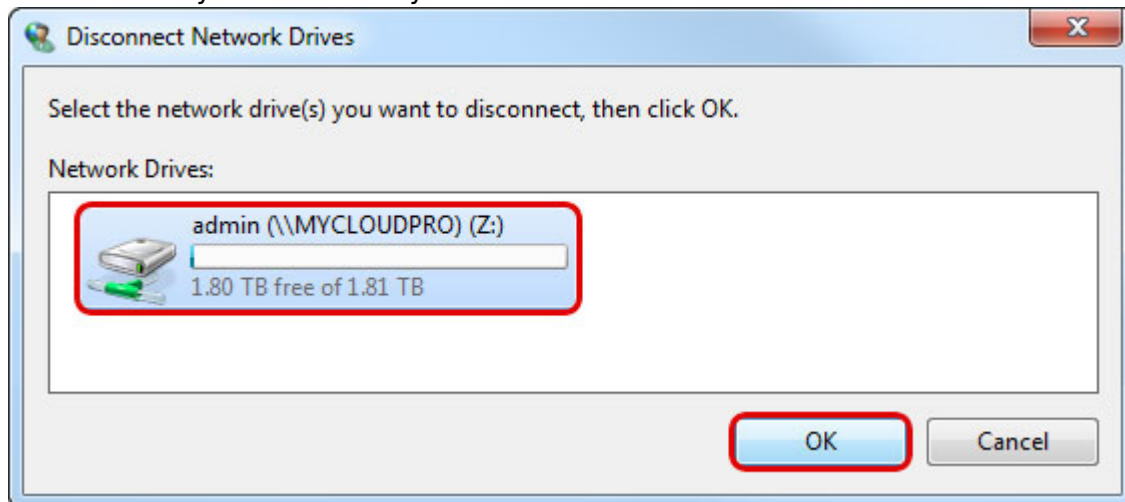 Disconnect Network Drives
Select the network drive(s) you want to disconnect, then click OK.
Network Drives:
admin (\\MYCLOUDPRO) (Z:)
1.80 TB free of 1.81 TB
OK
Cancel